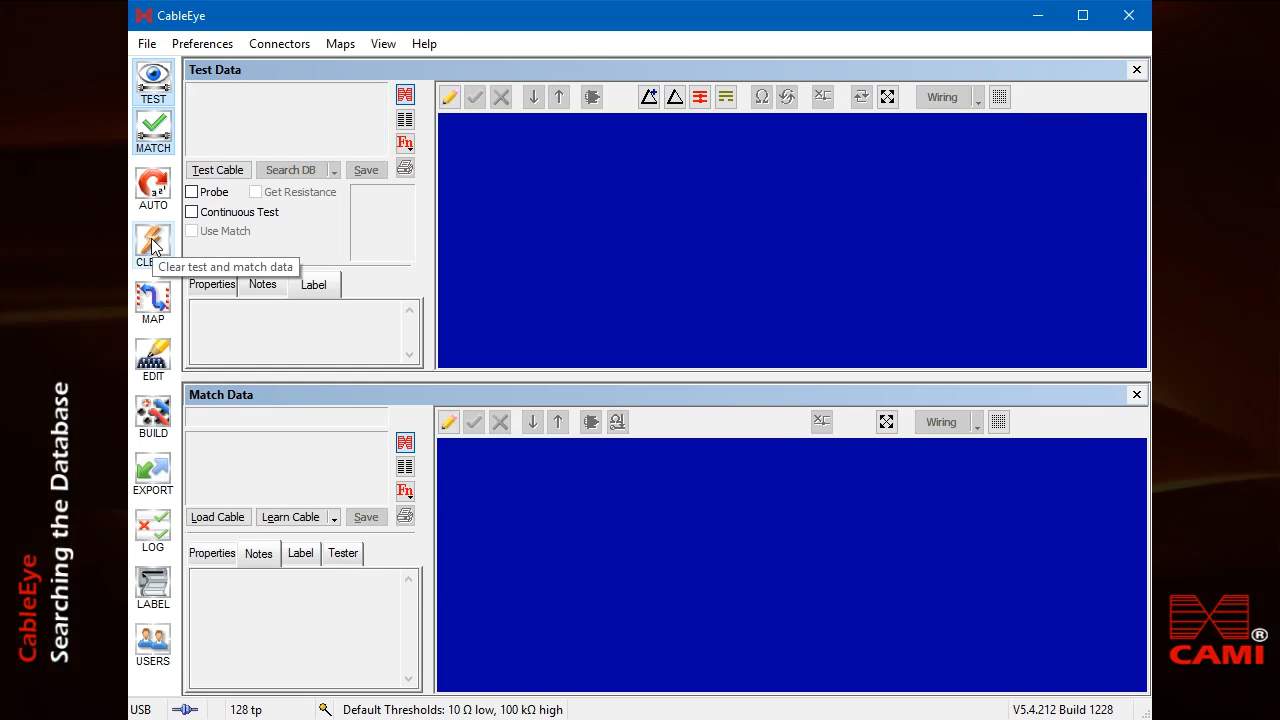 CableEye
File Preferences Connectors Maps View Help
TEST
MATCH
AUTO
CLE
MAP
EDIT
BUILD
EXPORT
LOG
LABEL
USERS
Test Data
Fn
Test Cable Search DB Save
Probe Get Resistance
Continuous Test
Use Match
Clear test and match data
Properties Notes Label
Ω Wiring
Match Data
Wiring
Fn
Load Cable Learn Cable Save
Properties Notes Label Tester
USB 128 tp Default Thresholds: 10 Ω low, 100 kΩ high V5.4.212 Build 1228
CableEye
Searching the Database
CAMI ®